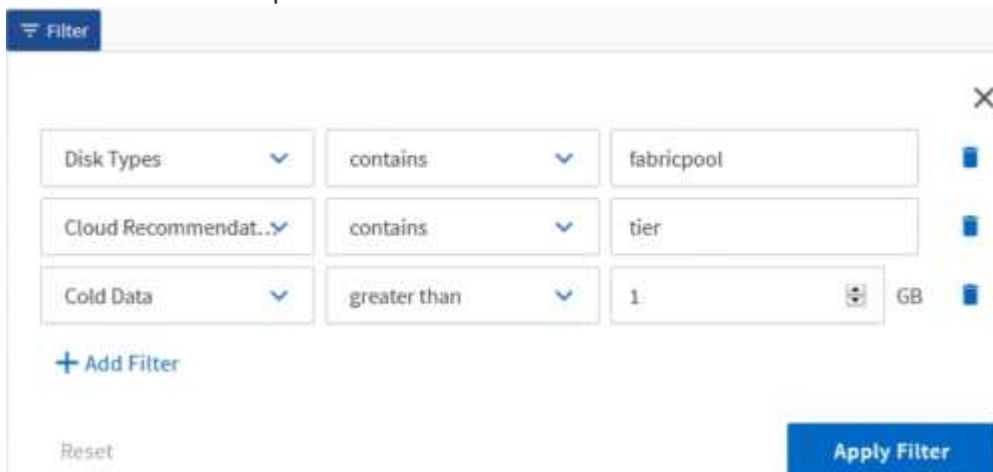 Filter
Disk Types contains fabricpool
Cloud Recommendat... contains tier
Cold Data greater than 1 GB
+ Add Filter
Reset Apply Filter